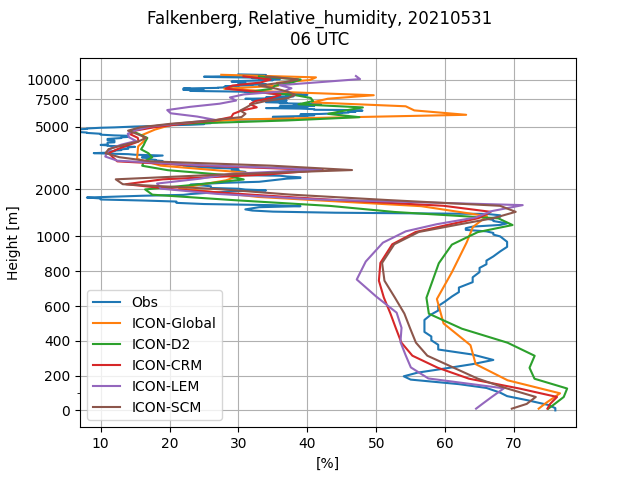 Falkenberg, Relative_humidity, 20210531
06 UTC
10000
7500
5000
2000
1000
800
600
400
200
0
Height [m]
Obs
ICON-Global
ICON-D2
ICON-CRM
ICON-LEM
ICON-SCM
10 20 30 40 50 60 70
[%]